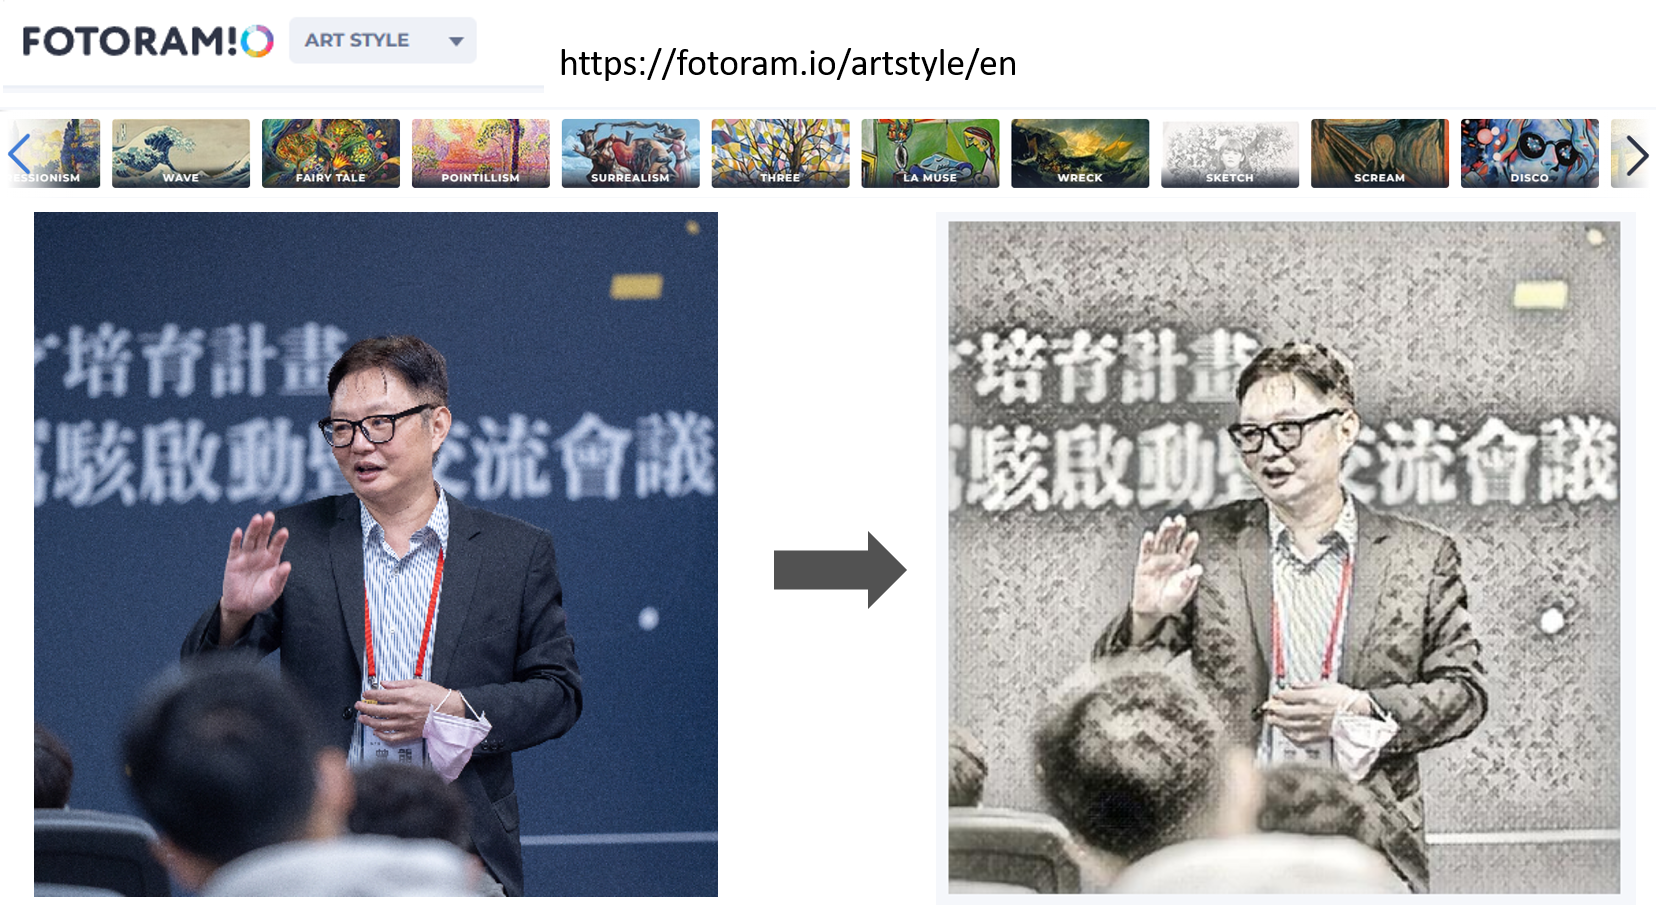 FOTORAM!O
ART STYLE
https://fotoram.io/artstyle/en
ESSIONISM
WAVE
FAIRY TALE
POINTILLISM
SURREALISM
THREE
LA MUSE
WRECK
SKETCH
SCREAM
DISCO
培育計畫
駭啟動暨交流會議
培育計畫
駭啟動暨交流會議